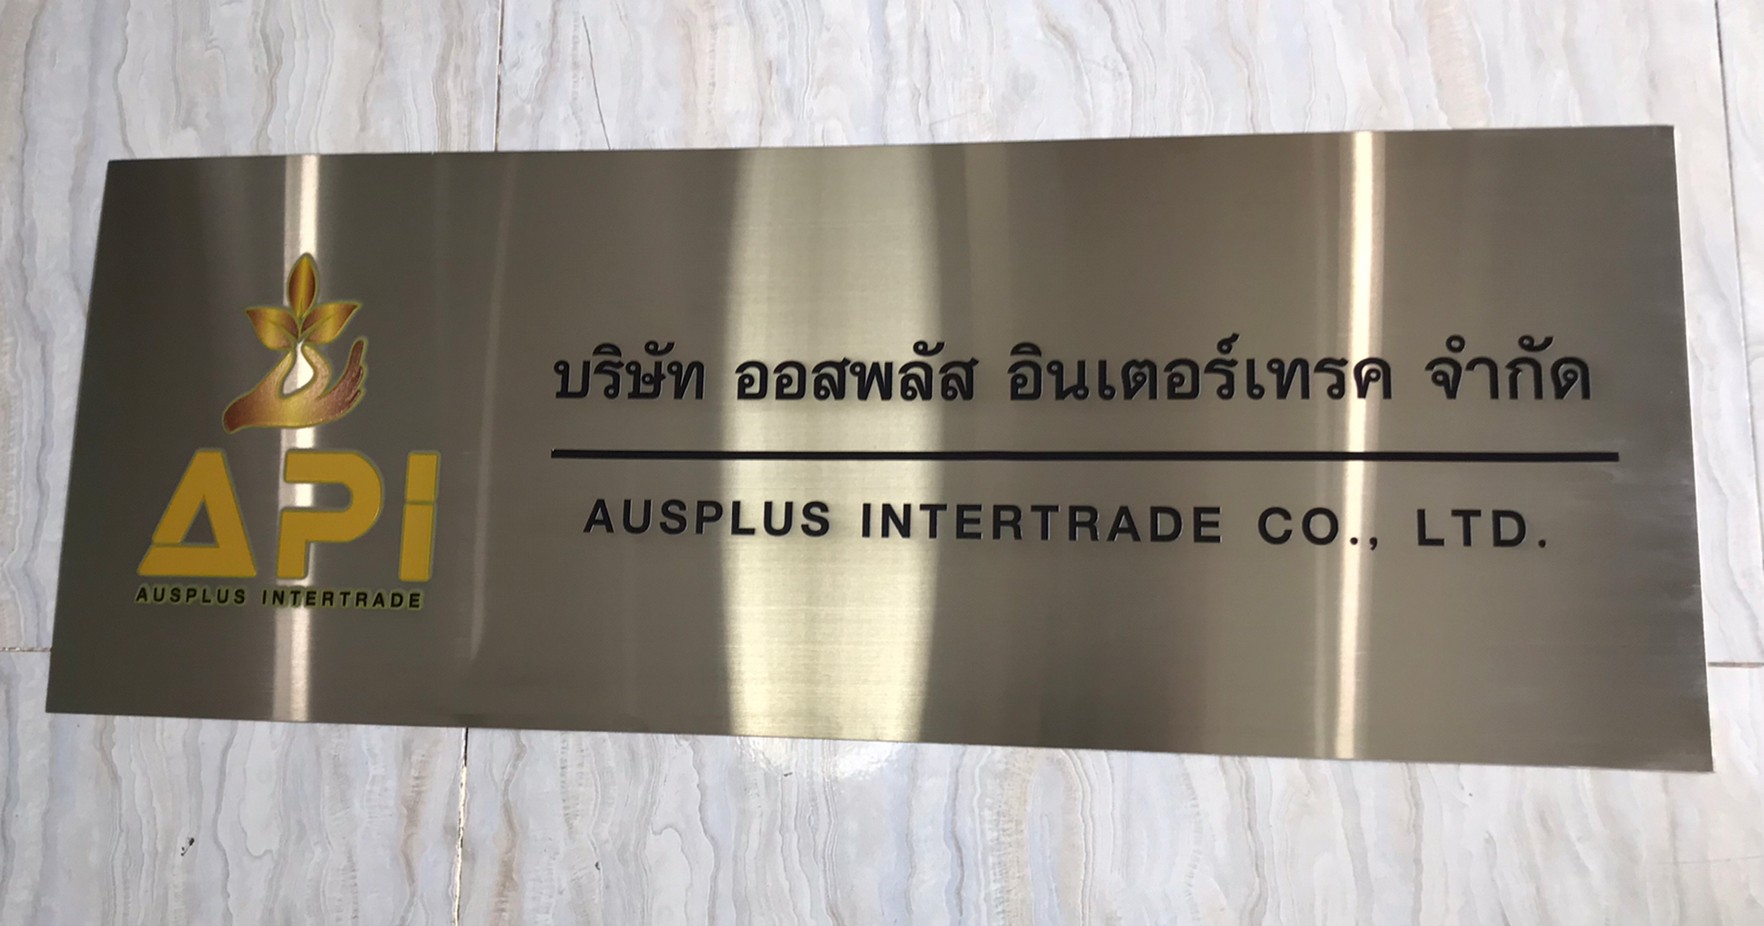 API
AUSPLUS INTERTRADE
บริษัท ออสพลัส อินเตอร์เทรค จำกัด
AUSPLUS INTERTRADE CO., LTD.